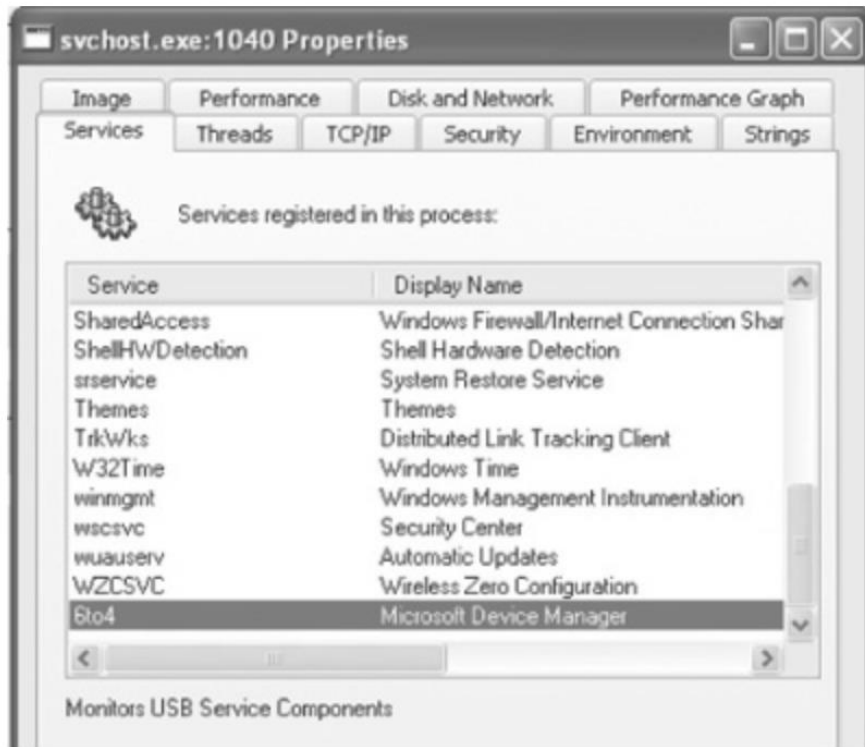 svchost.exe:1040 Properties
Image Performance Disk and Network Performance Graph
Services Threads TCP/IP Security Environment Strings
Services registered in this process:
Service Display Name
SharedAccess Windows Firewall/Internet Connection Shar
ShellHWDetection Shell Hardware Detection
srservice System Restore Service
Themes Themes
TrkWks Distributed Link Tracking Client
W32Time Windows Time
winmgmt Windows Management Instrumentation
wscsvc Security Center
wuauserv Automatic Updates
WZCSVC Wireless Zero Configuration
6to4 Microsoft Device Manager
Monitors USB Service Components